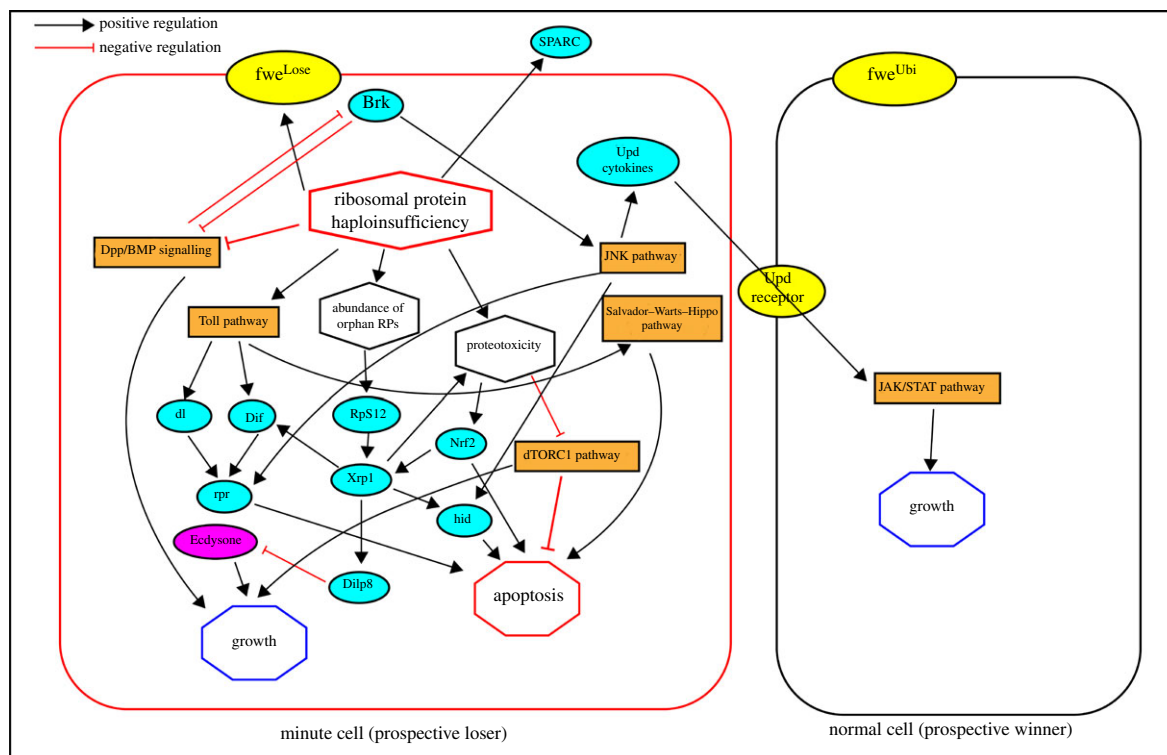 positive regulation
negative regulation
SPARC
fweLose
fweUbi
Brk
Upd
cytokines
ribosomal protein
haploinsufficiency
Dpp/BMP signalling
JNK pathway
Upd
receptor
abundance of
orphan RPs
Salvador–Warts–Hippo
pathway
Toll pathway
proteotoxicity
JAK/STAT pathway
dl
Dif
RpS12
Nrf2
dTORC1 pathway
Xrp1
rpr
hid
growth
Ecdysone
Dilp8
apoptosis
growth
minute cell (prospective loser)
normal cell (prospective winner)